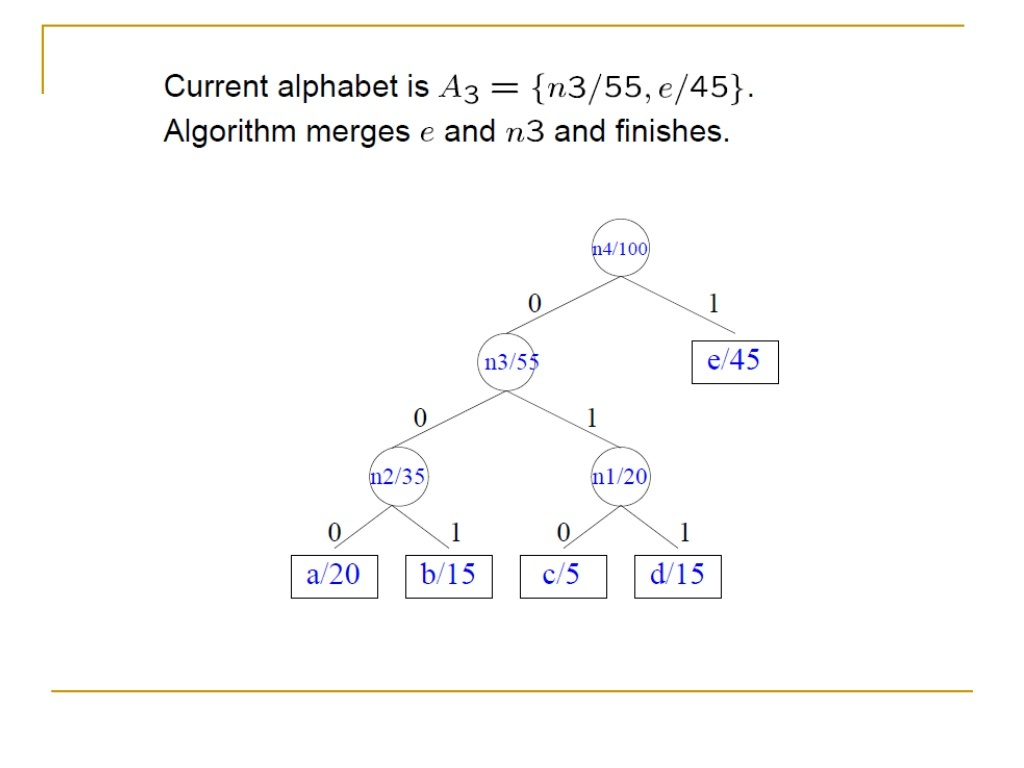 Current alphabet is A₃ = {n3/55, e/45}.
Algorithm merges e and n3 and finishes.
n4/100
0
1
n3/55
e/45
0
1
n2/35
n1/20
0
1
0
1
a/20
b/15
c/5
d/15